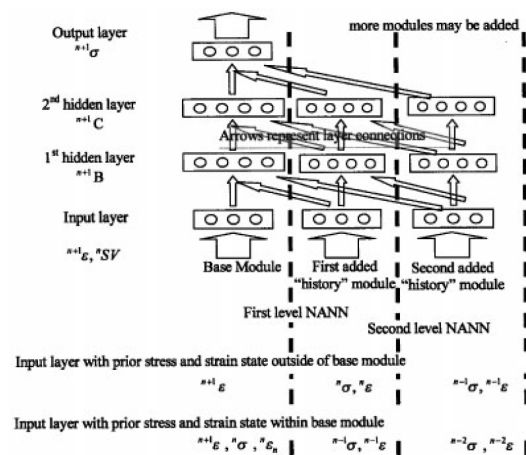 Output layer
ⁿ⁺¹σ
more modules may be added
2ⁿᵈ hidden layer
ⁿ⁺¹C
Arrows represent layer connections
1ˢᵗ hidden layer
ⁿ⁺¹B
Input layer
ⁿ⁺¹ε, ⁿSV
Base Module
First added
"history" module
Second added
"history" module
First level NANN
Second level NANN
Input layer with prior stress and strain state outside of base module
ⁿ⁺¹ε
ⁿσ, ⁿε
ⁿ⁻¹σ, ⁿ⁻¹ε
Input layer with prior stress and strain state within base module
ⁿ⁺¹ε, ⁿσ, ⁿεₙ
ⁿ⁻¹σ, ⁿ⁻¹ε
ⁿ⁻²σ, ⁿ⁻²ε